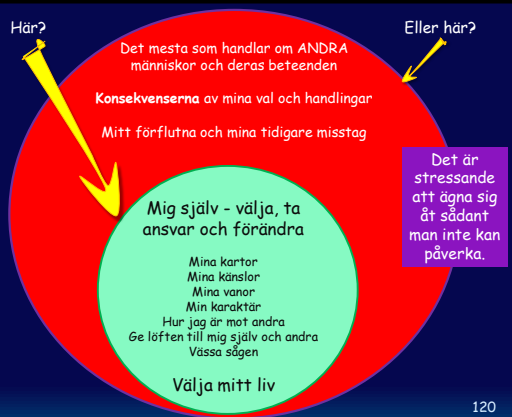 Här?
Eller här?
Det mesta som handlar om ANDRA
människor och deras beteenden
Konsekvenserna av mina val och handlingar
Mitt förflutna och mina tidigare misstag
Det är
stressande
att ägna sig
åt sådant
man inte kan
påverka.
Mig själv - välja, ta
ansvar och förändra
Mina kartor
Mina känslor
Mina vanor
Min karaktär
Hur jag är mot andra
Ge löften till mig själv och andra
Vässa sågen
Välja mitt liv
120